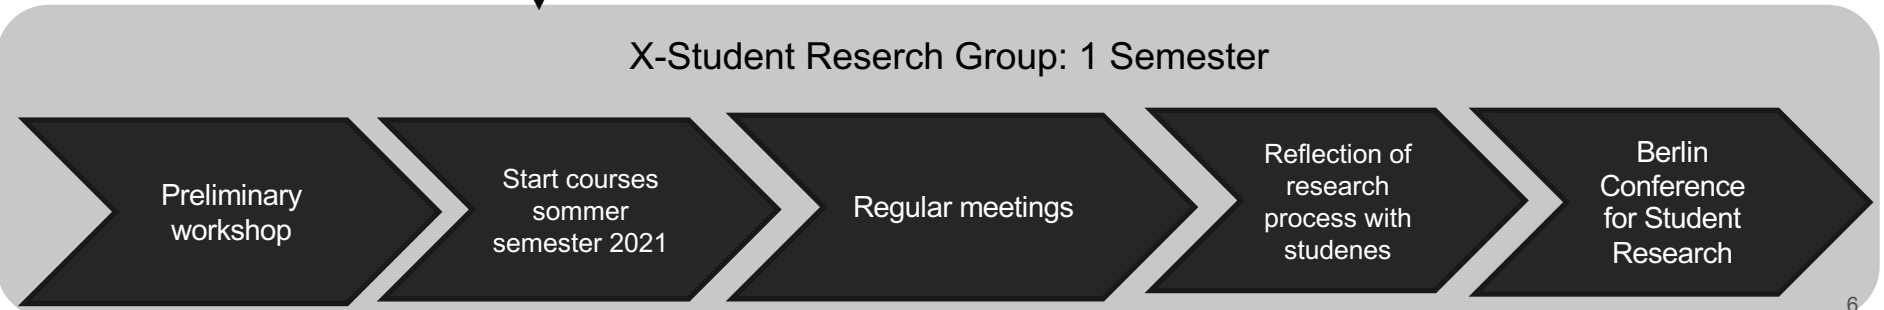 X-Student Reserch Group: 1 Semester
Preliminary
workshop
Start courses
sommer
semester 2021
Regular meetings
Reflection of
research
process with
studenes
Berlin
Conference
for Student
Research
6